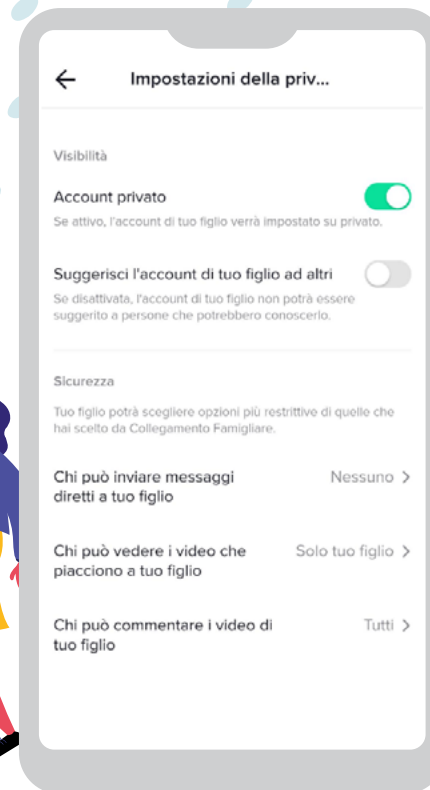 Impostazioni della priv...
Visibilità
Account privato
Se attivo, l'account di tuo figlio verrà impostato su privato.
Suggerisci l'account di tuo figlio ad altri
Se disattivata, l'account di tuo figlio non potrà essere
suggerito a persone che potrebbero conoscerlo.
Sicurezza
Tuo figlio potrà scegliere opzioni più restrittive di quelle che
hai scelto da Collegamento Famigliare.
Chi può inviare messaggi
diretti a tuo figlio
Nessuno
Chi può vedere i video che
piacciono a tuo figlio
Solo tuo figlio
Chi può commentare i video di
tuo figlio
Tutti